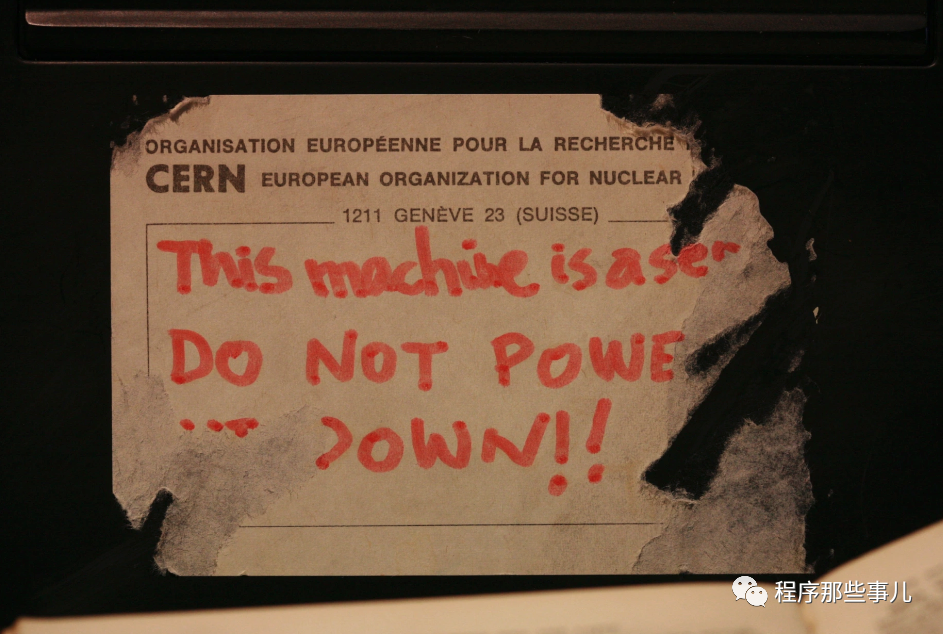 ORGANISATION EUROPÉENNE POUR LA RECHERCHE
CERN EUROPEAN ORGANIZATION FOR NUCLEAR
1211 GENÈVE 23 (SUISSE)
This machine is a ser
DO NOT POWE
DOWN!!
程序那些事儿